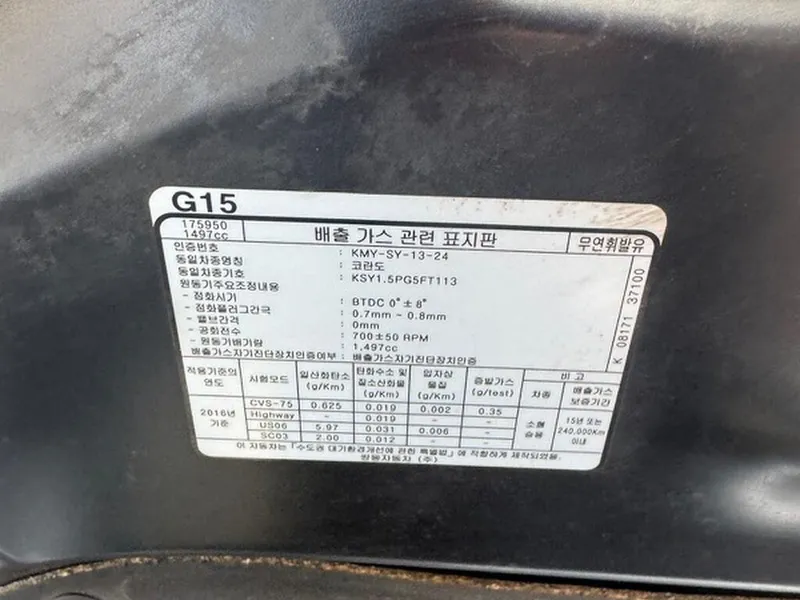 G15
175950
1497cc
배출 가스 관련 표지판
무연휘발유
인증번호 : KMY-SY-13-24
동일차종명칭 : 코란도
동일차종기호 : KSY1.5PG5FT113
원동기주요조정내용
- 점화시기 : BTDC 0°±8°
- 점화플러그간극 : 0.7mm ~ 0.8mm
- 밸브간격 : 0mm
- 공회전수 : 700±50 RPM
- 원동기배기량 : 1,497cc
배출가스자기진단장치인증여부 : 배출가스자기진단장치인증
K 08171 37100
적용기준의 연도 시험모드 일산화탄소 (g/Km) 탄화수소 및 질소산화물 (g/Km) 입자상 물질 (g/Km) 증발가스 (g/test) 비 고
차종 배출가스 보증기간
2016년 기준 CVS-75 0.625 0.019 0.002 0.35 소형 승용 15년 또는 240,000Km 이내
Highway - 0.019 - -
US06 5.97 0.031 0.006 -
SC03 2.00 0.012 - -
이 자동차는 「수도권 대기환경개선에 관한 특별법」에 적합하게 제작되었음.